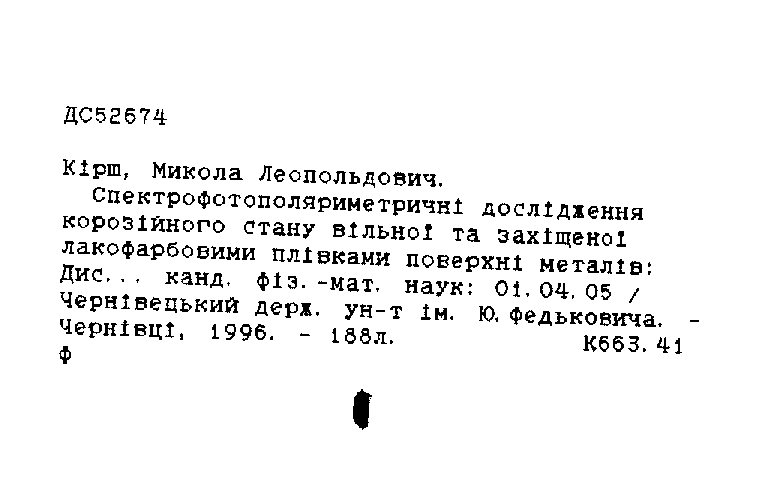 ДС52674
Кірш, Микола Леопольдович.
Спектрофотополяриметричні дослідження
корозійного стану вільної та захіщеної
лакофарбовими плівками поверхні металів:
Дис... канд. фіз.-мат. наук: 01.04.05 /
Чернівецький держ. ун-т ім. Ю.Федьковича. -
Чернівці, 1996. - 188л. К663.41
Ф